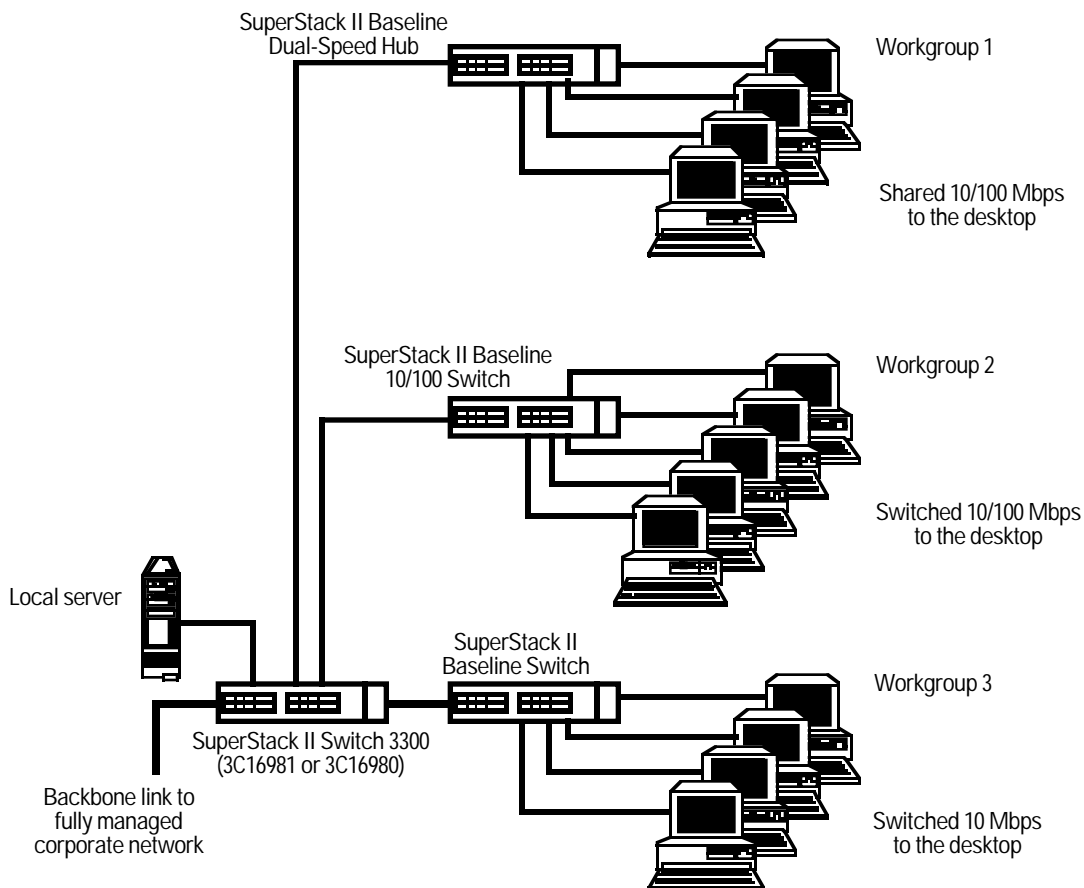 SuperStack II Baseline
Dual-Speed Hub
Workgroup 1
Shared 10/100 Mbps
to the desktop
SuperStack II Baseline
10/100 Switch
Workgroup 2
Switched 10/100 Mbps
to the desktop
Local server
SuperStack II
Baseline Switch
Workgroup 3
SuperStack II Switch 3300
(3C16981 or 3C16980)
Backbone link to
fully managed
corporate network
Switched 10 Mbps
to the desktop